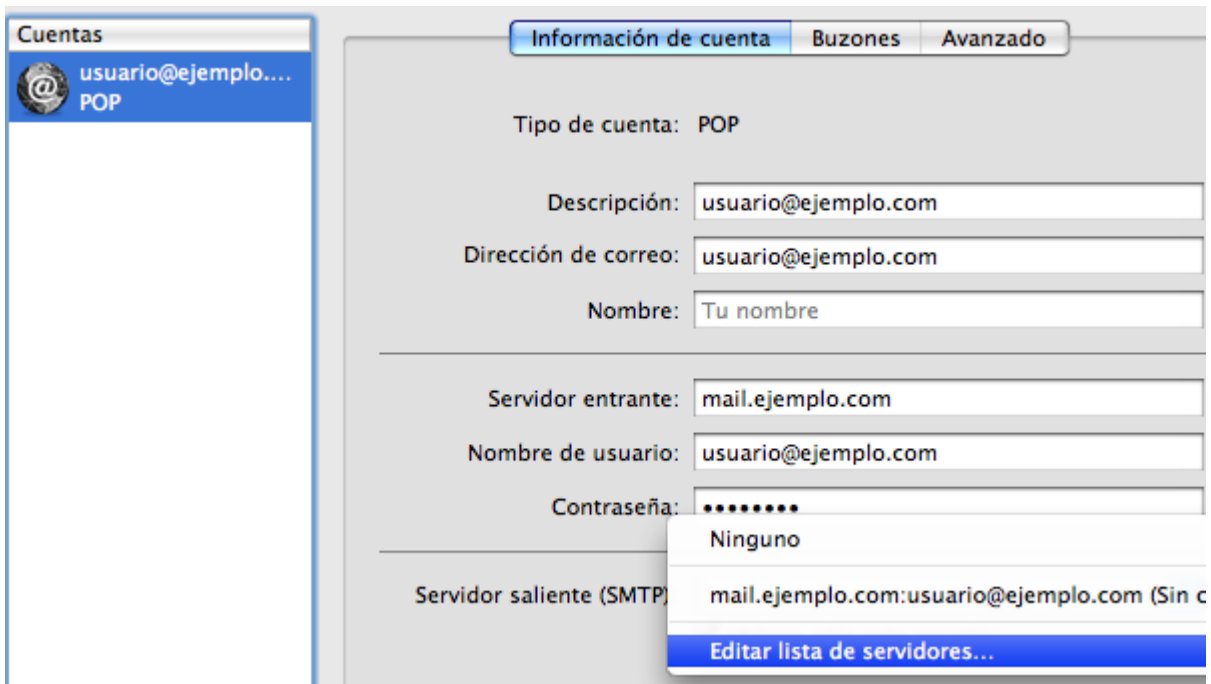 Cuentas
usuario@ejemplo....
POP
Información de cuenta Buzones Avanzado
Tipo de cuenta: POP
Descripción: usuario@ejemplo.com
Dirección de correo: usuario@ejemplo.com
Nombre: Tu nombre
Servidor entrante: mail.ejemplo.com
Nombre de usuario: usuario@ejemplo.com
Contraseña: ••••••••
Ninguno
Servidor saliente (SMTP) mail.ejemplo.com:usuario@ejemplo.com (Sin c
Editar lista de servidores...